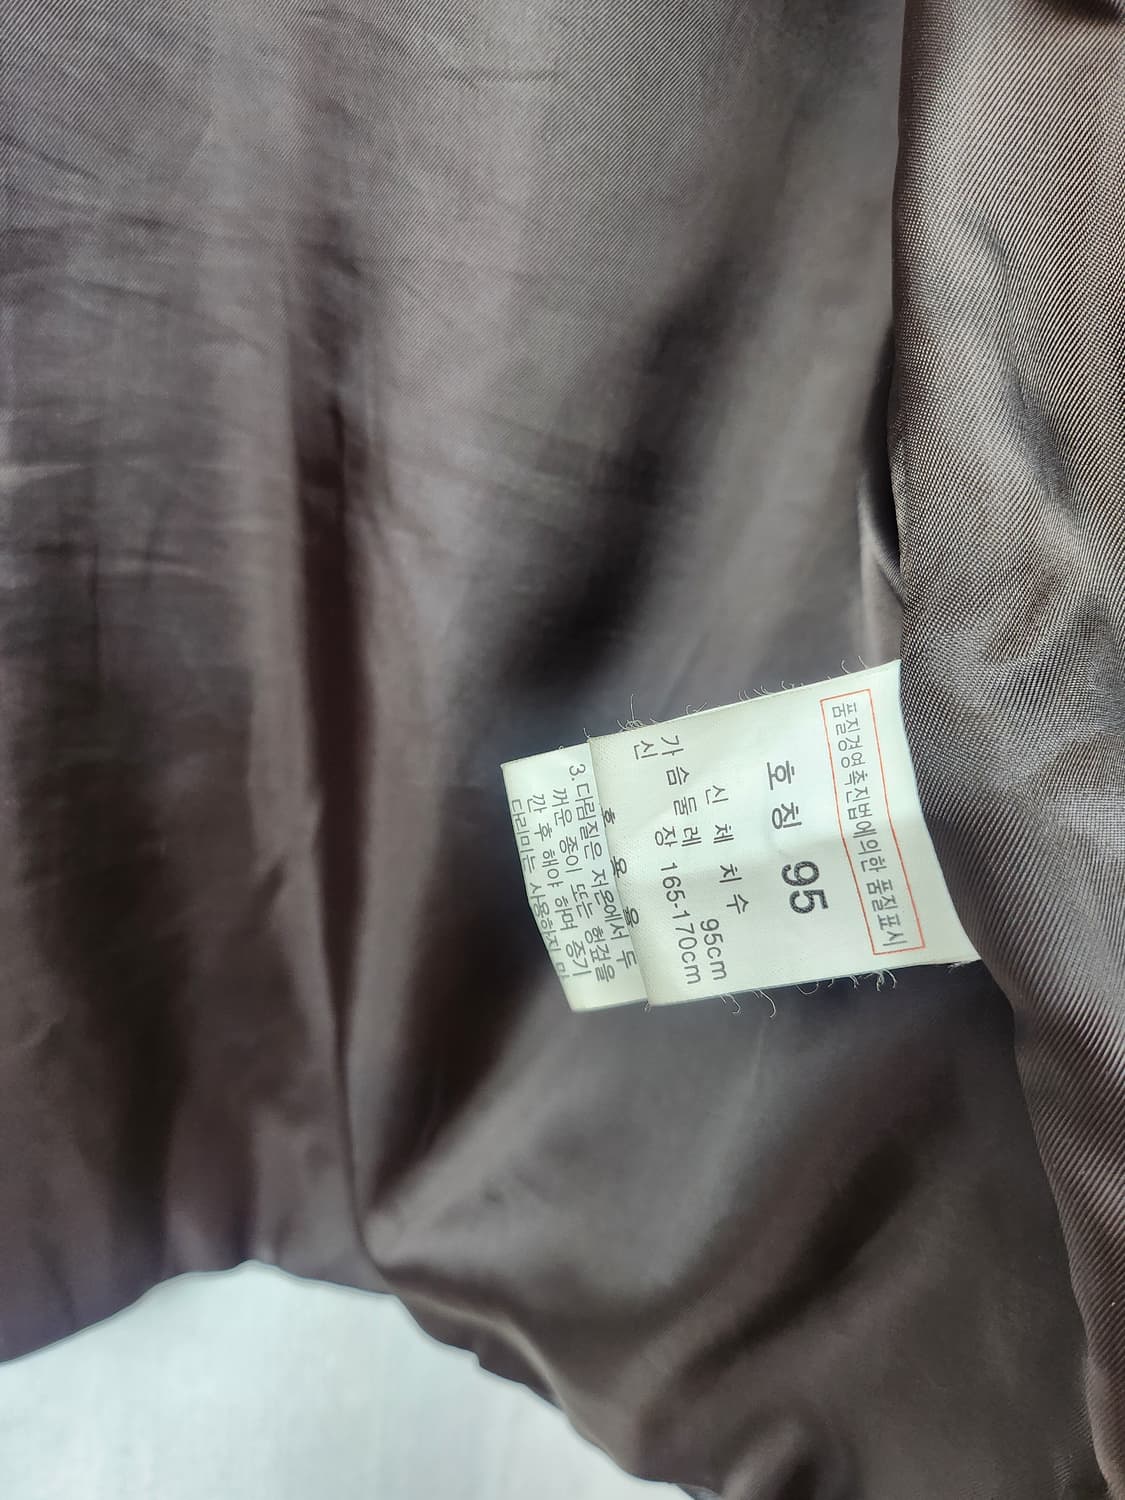 품질경영촉진법에의한 품질표시
호칭 95
신체치수
가슴둘레 95cm
신장 165-170cm
3.다림질은 저온에서 두
꺼운 종이 또는 헝겊을
깐 후 해야 하며 증기
다리미는 사용하지